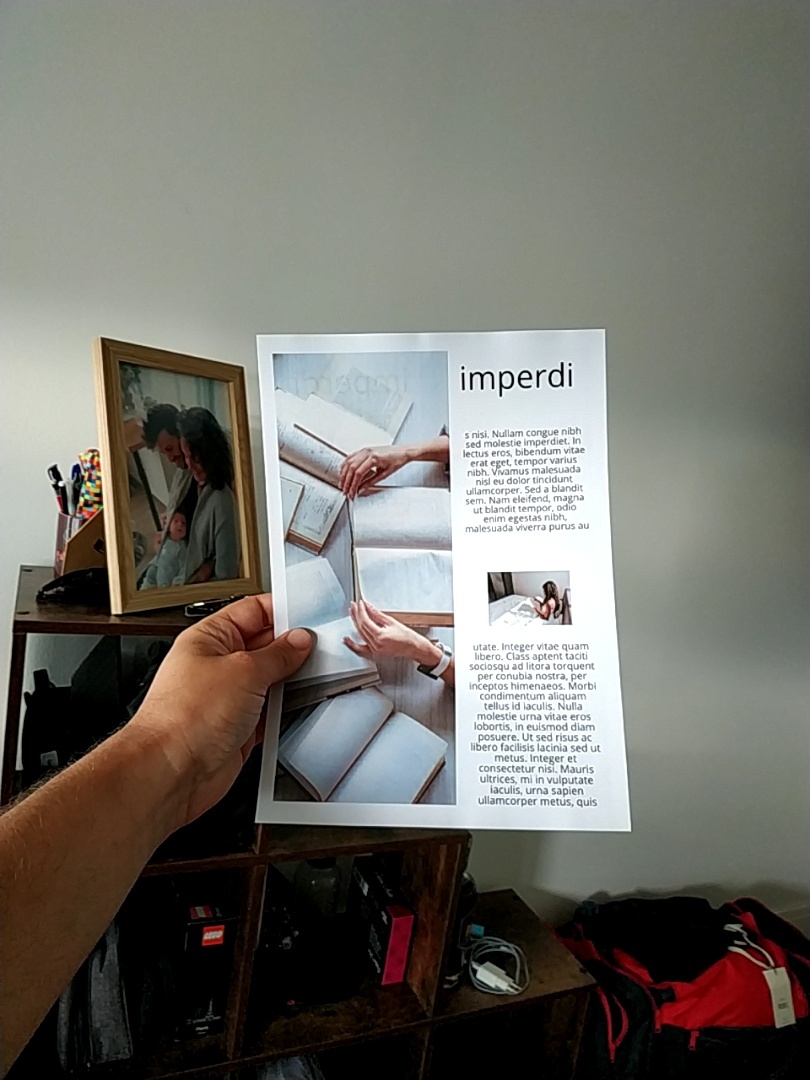 imperdi
s nisi. Nullam congue nibh
sed molestie imperdiet. In
lectus eros, bibendum vitae
erat eget, tempor varius
nibh. Vivamus malesuada
nisl eu dolor tincidunt
ullamcorper. Sed a blandit
sem. Nam eleifend, magna
ut blandit tempor, odio
enim egestas nibh,
malesuada viverra purus au
utate. Integer vitae quam
libero. Class aptent taciti
sociosqu ad litora torquent
per conubia nostra, per
inceptos himenaeos. Morbi
condimentum aliquam
tellus id iaculis. Nulla
molestie urna vitae eros
lobortis, in euismod diam
posuere. Ut sed risus ac
libero facilisis lacinia sed ut
metus. Integer et
consectetur nisi. Mauris
ultrices, mi in vulputate
iaculis, urna sapien
ullamcorper metus, quis
LEGO